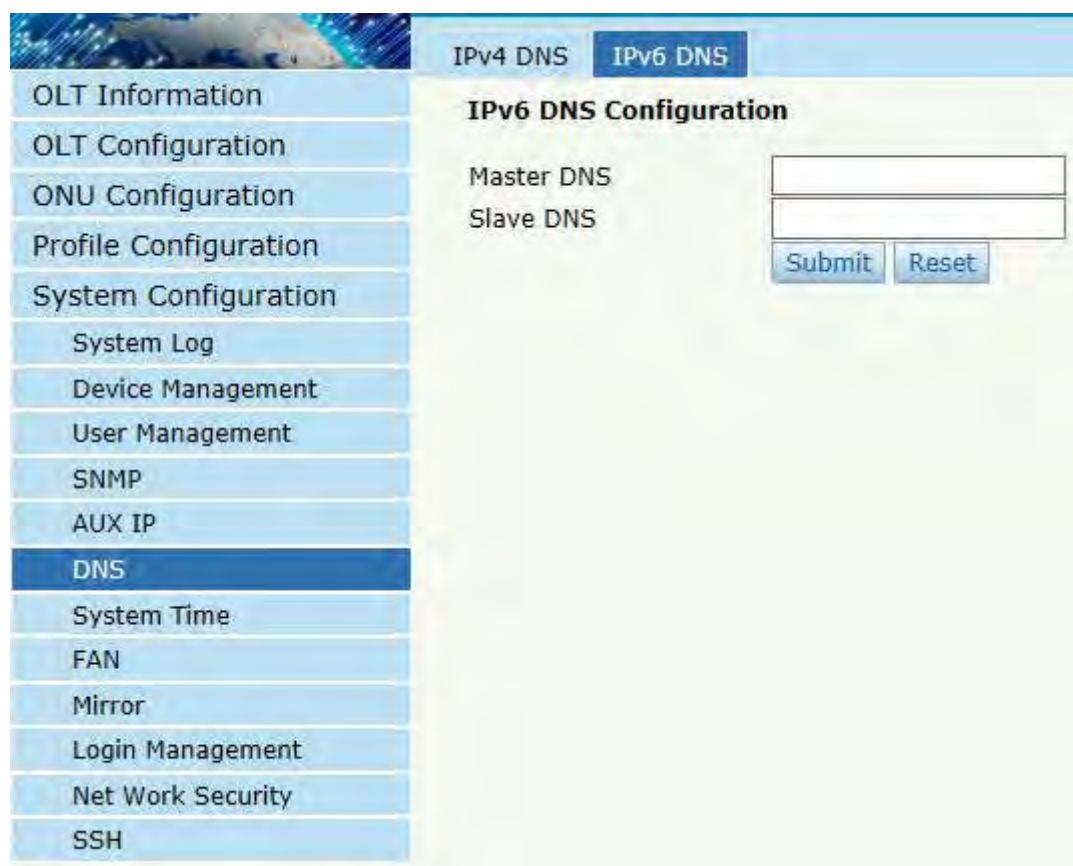 IPv4 DNS IPv6 DNS
OLT Information
OLT Configuration
ONU Configuration
Profile Configuration
System Configuration
System Log
Device Management
User Management
SNMP
AUX IP
DNS
System Time
FAN
Mirror
Login Management
Net Work Security
SSH
IPv6 DNS Configuration
Master DNS
Slave DNS
Submit Reset